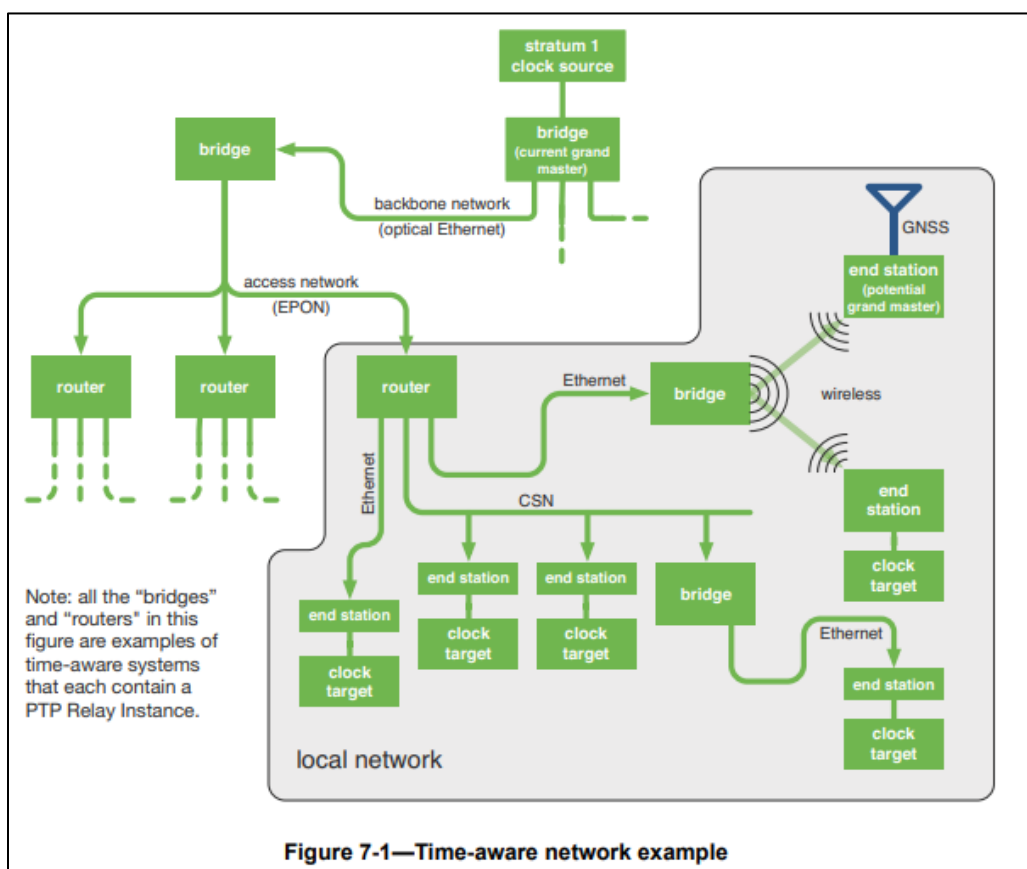 stratum 1
clock source
bridge
(current grand
master)
bridge
backbone network
(optical Ethernet)
GNSS
end station
(potential
grand master)
access network
(EPON)
router
router
router
Ethernet
bridge
wireless
Ethernet
CSN
end
station
clock
target
end station
clock
target
end station
clock
target
end station
clock
target
bridge
Ethernet
end station
clock
target
Note: all the “bridges”
and “routers" in this
figure are examples of
time-aware systems
that each contain a
PTP Relay Instance.
local network
Figure 7-1—Time-aware network example